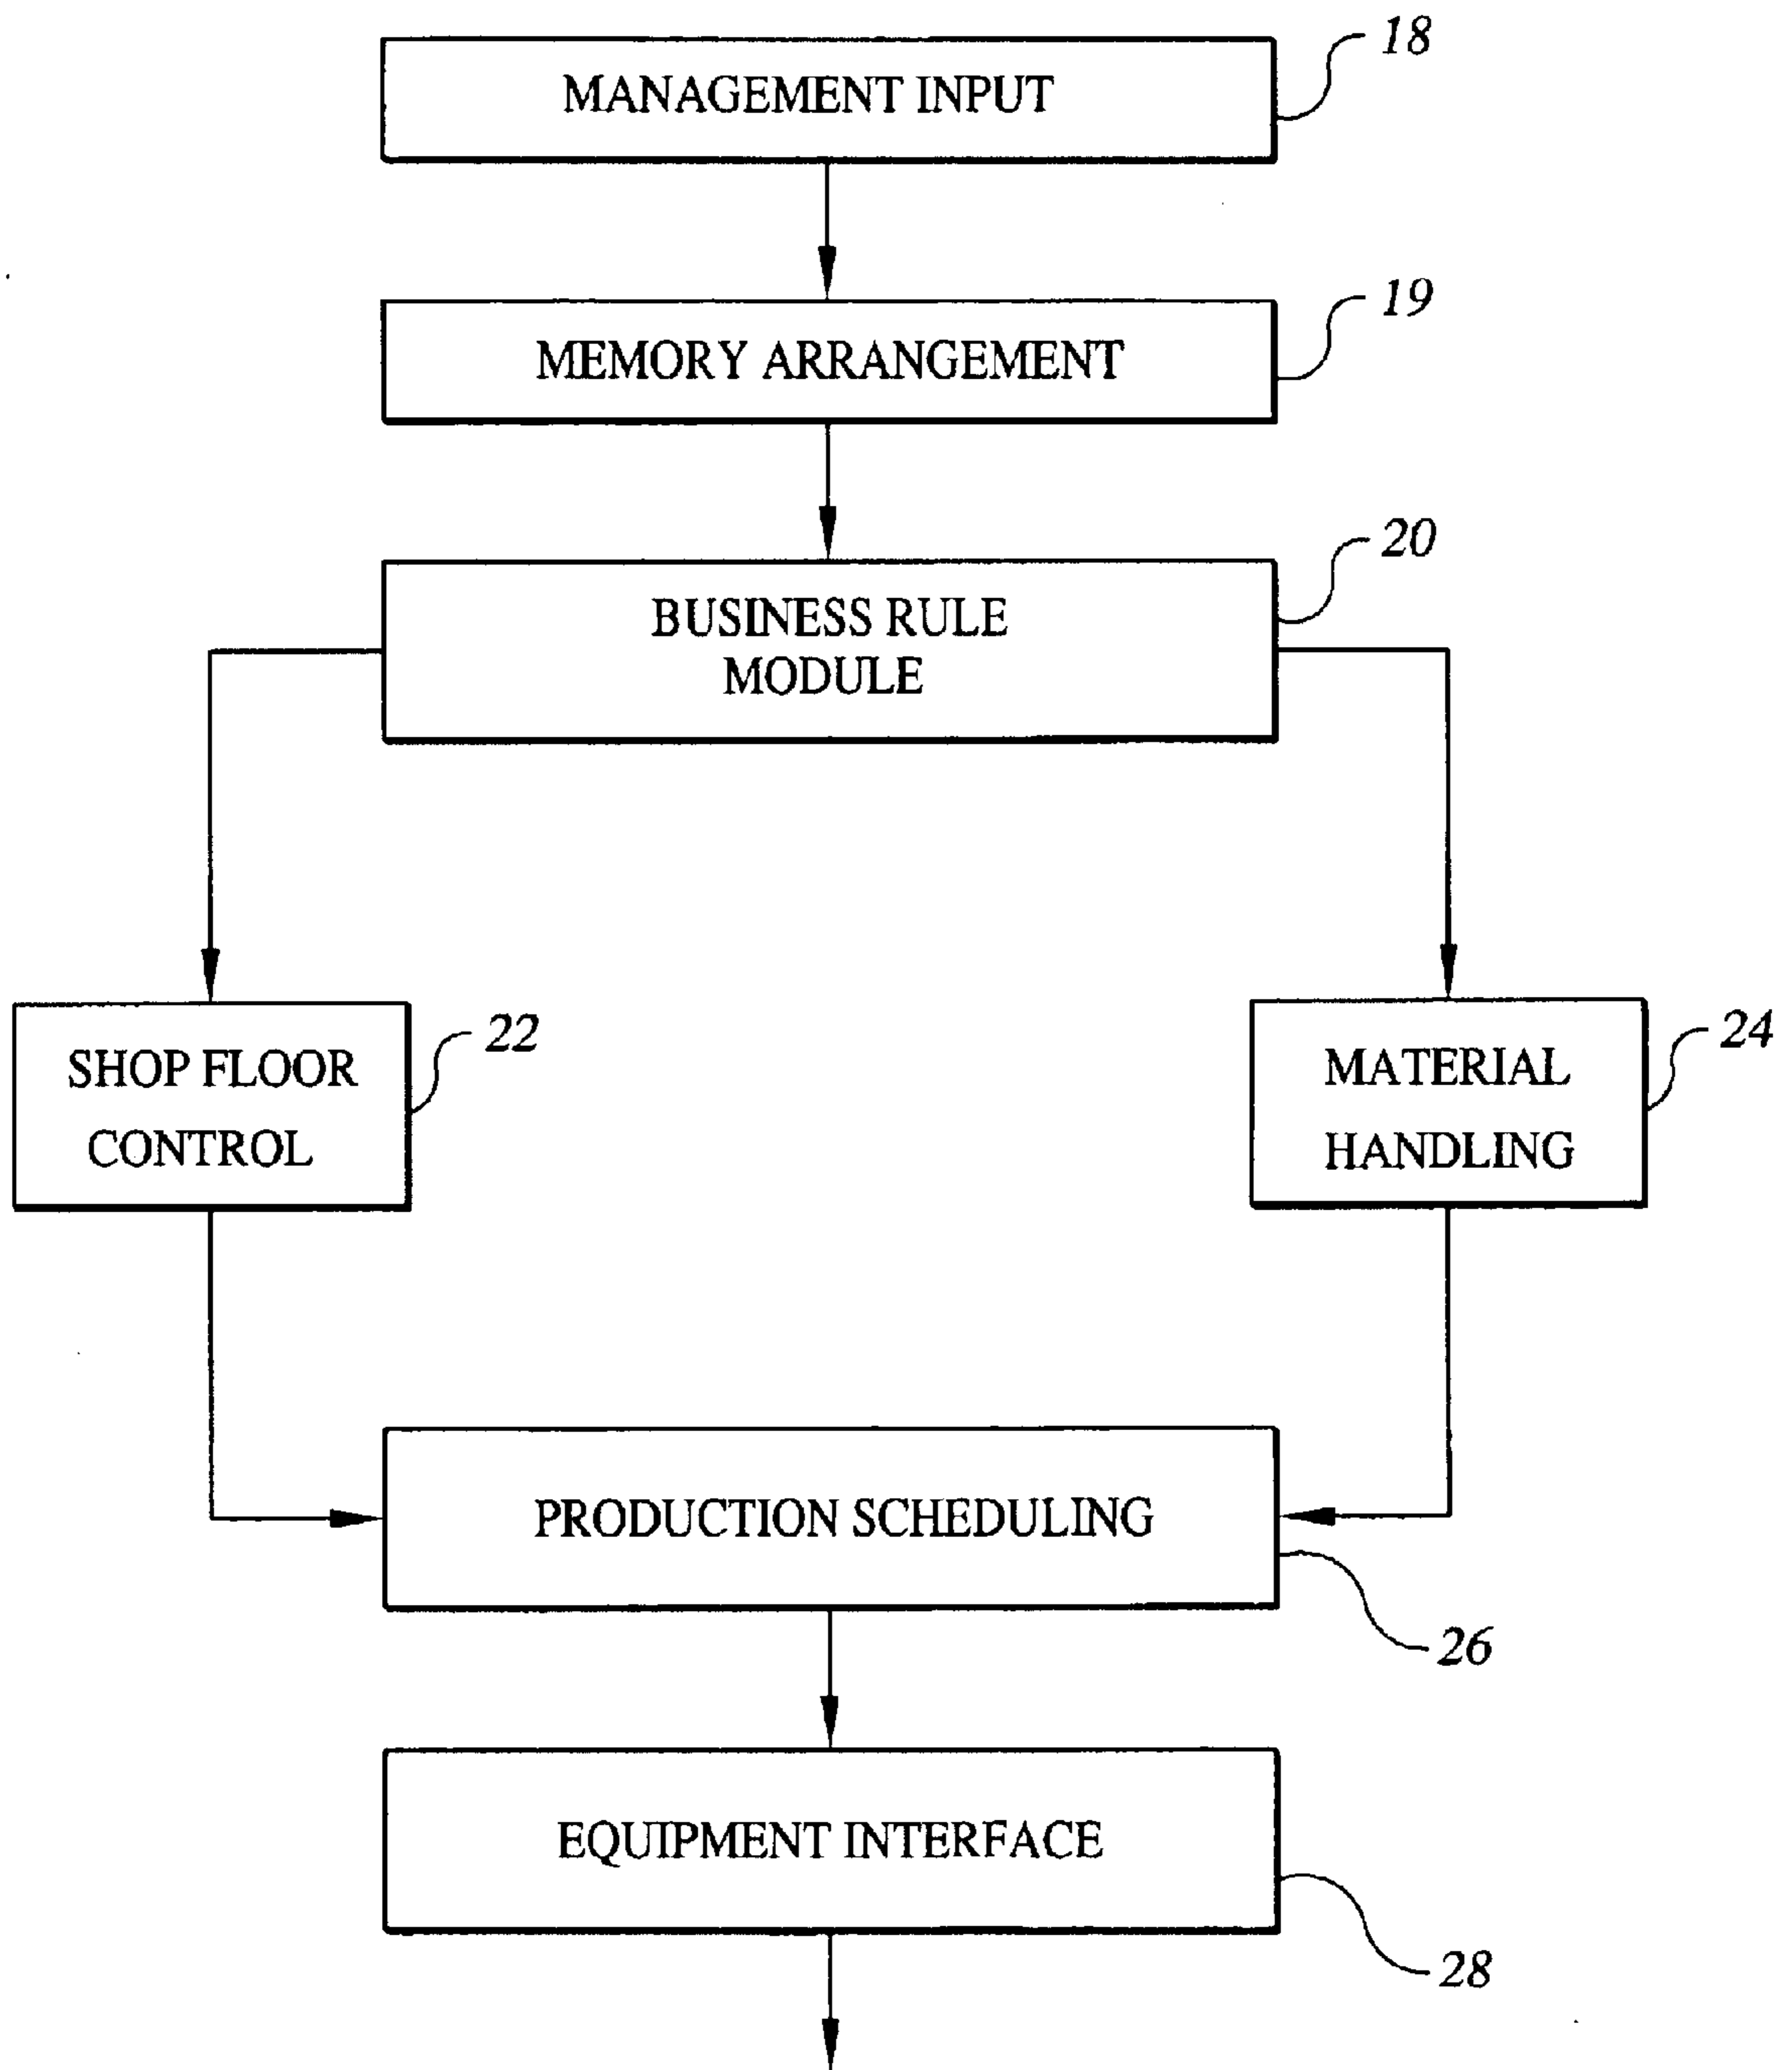 18
MANAGEMENT INPUT
19
MEMORY ARRANGEMENT
20
BUSINESS RULE
MODULE
22
SHOP FLOOR
CONTROL
24
MATERIAL
HANDLING
PRODUCTION SCHEDULING
26
EQUIPMENT INTERFACE
28